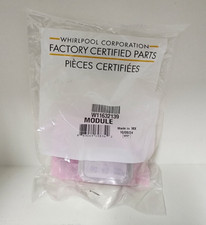 WHIRLPOOL CORPORATION
FACTORY CERTIFIED PARTS
PIÈCES CERTIFIÉES
W11632139
MODULE
Made In MX